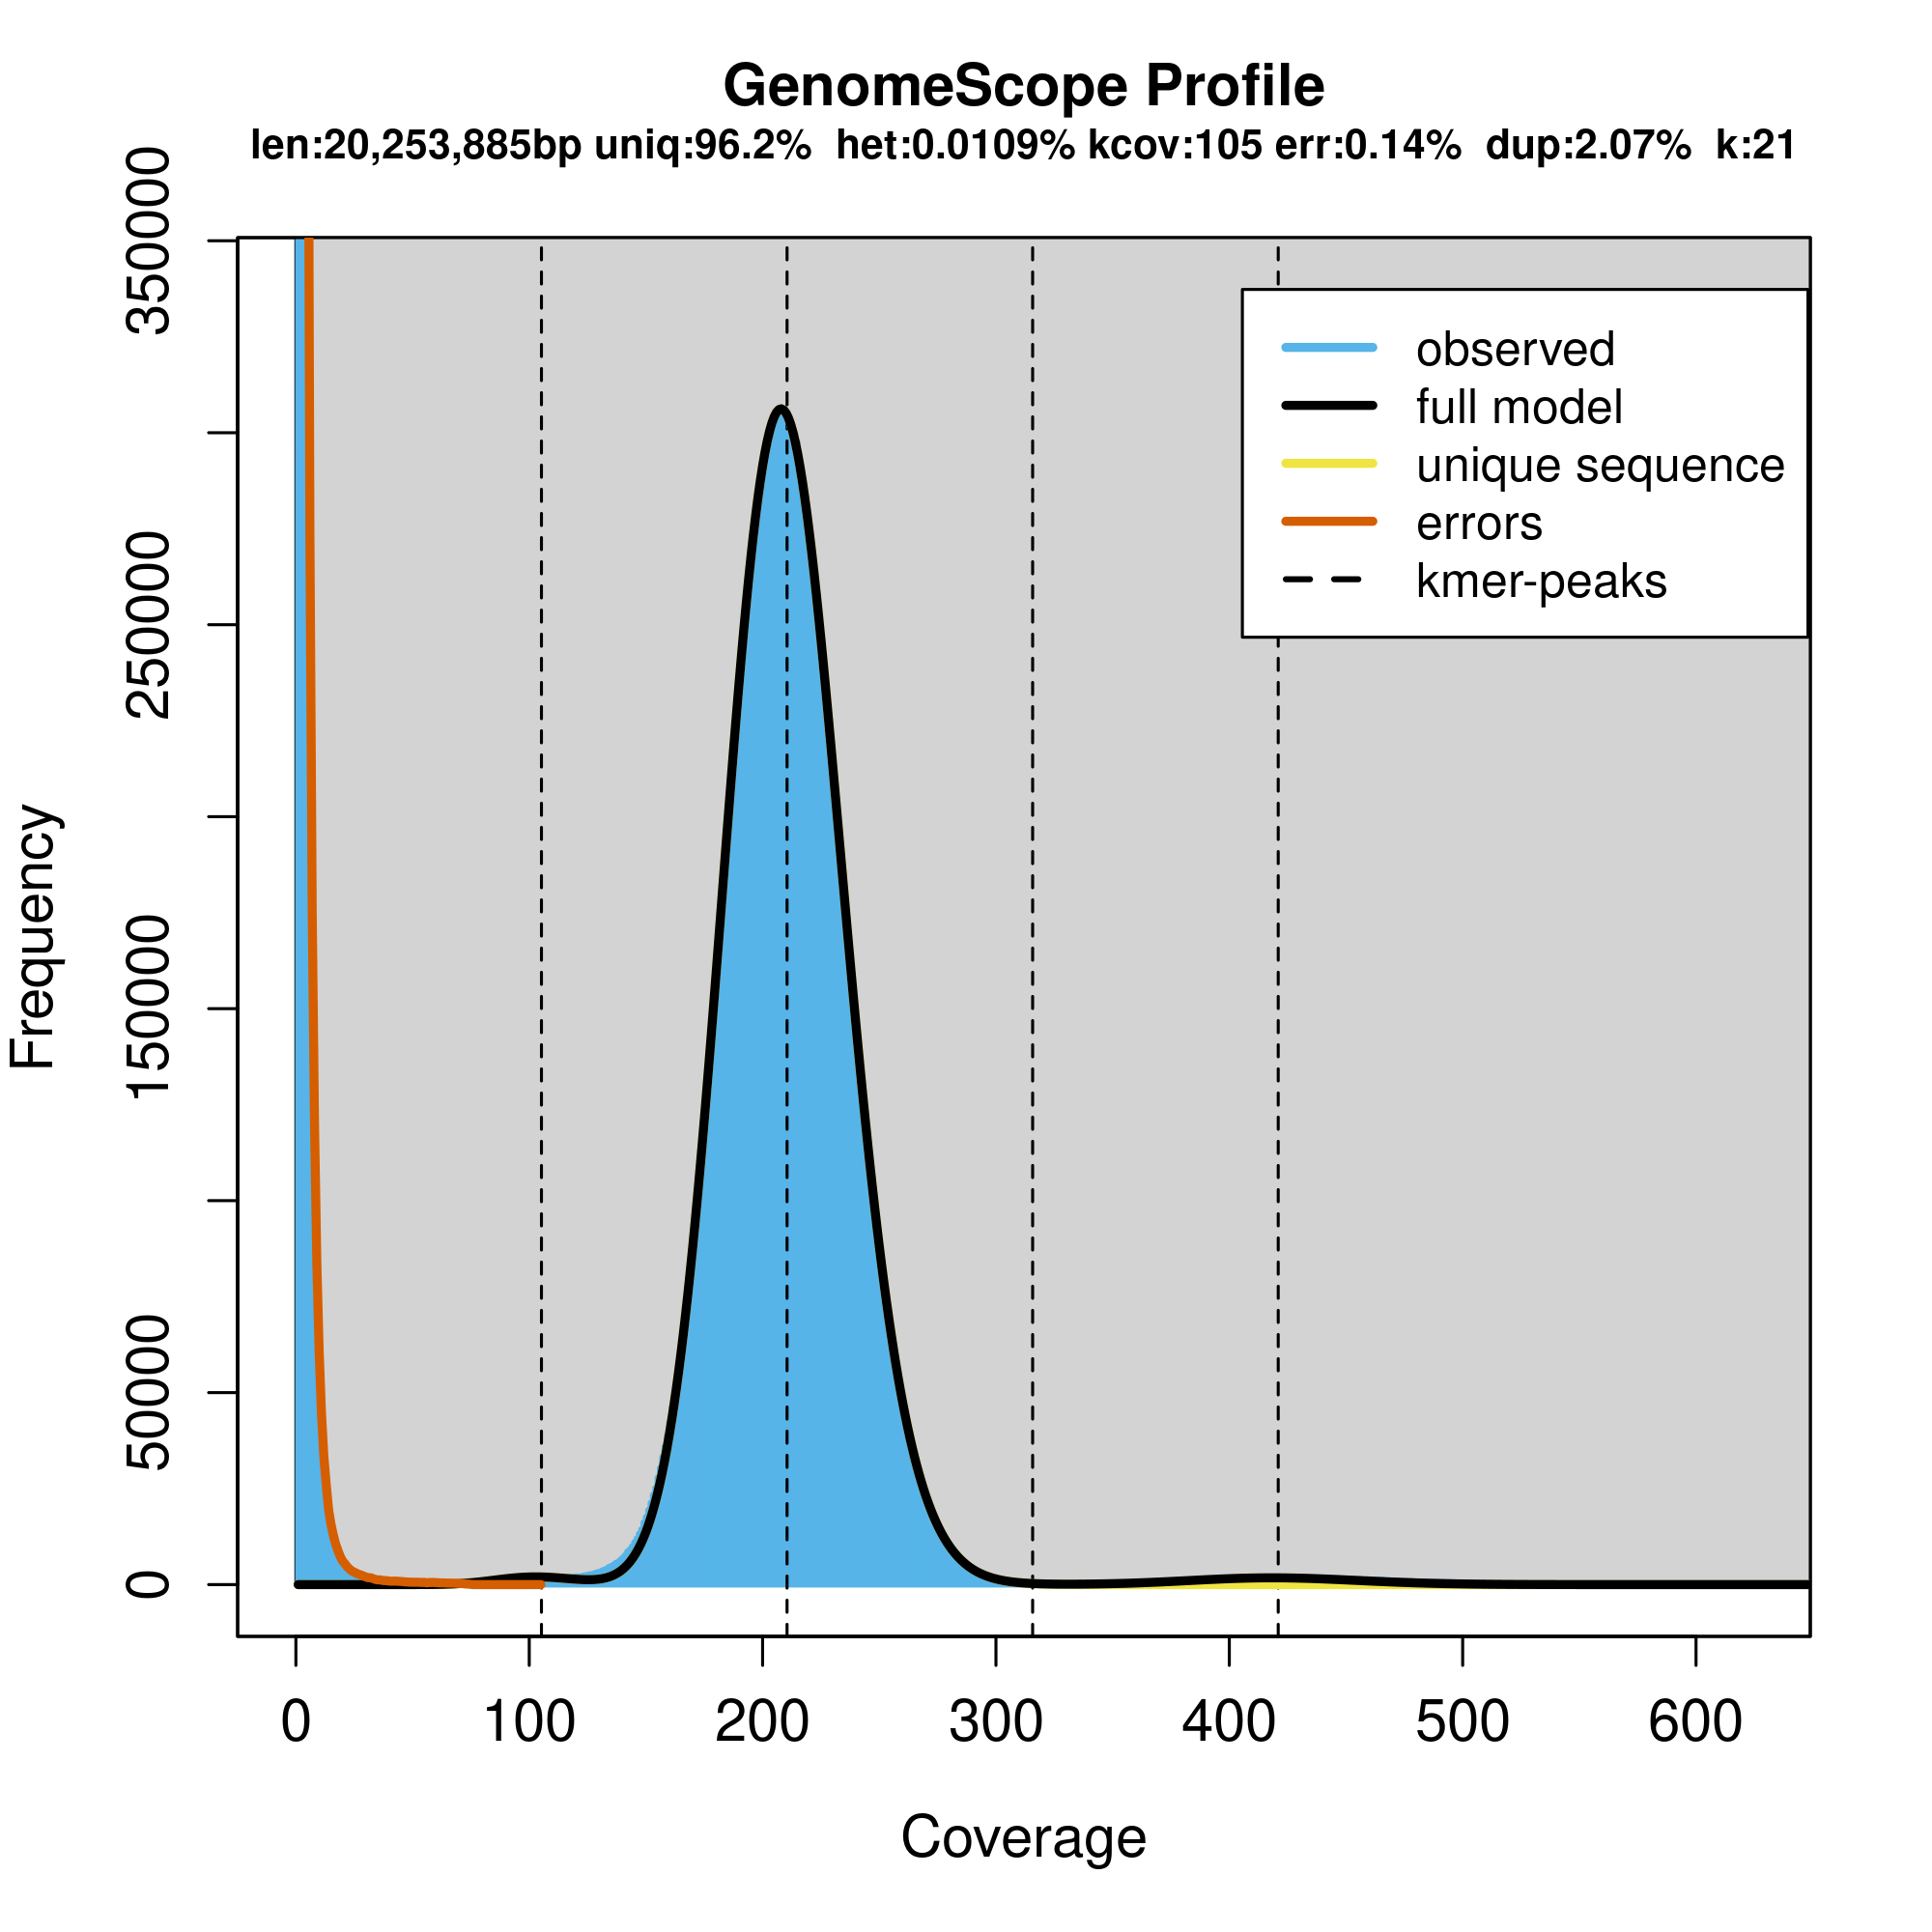 GenomeScope Profile
len:20,253,885bp uniq:96.2% het:0.0109% kcov:105 err:0.14% dup:2.07% k:21
observed
full model
unique sequence
errors
kmer-peaks
Frequency
350000
250000
150000
50000
0
0 100 200 300 400 500 600
Coverage